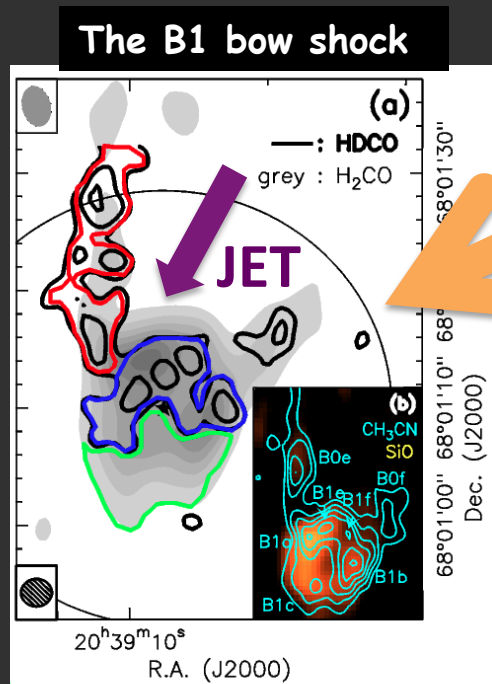 The B1 bow shock
(a)
— : HDCO
grey : H₂CO
JET
68°01'30"
68°01'10"
68°01'00"
Dec. (J2000)
(b)
CH₃CN
SiO
B0e
B0f
B1e
B1f
B1a
B1b
B1c
20ʰ39ᵐ10ˢ
R.A. (J2000)